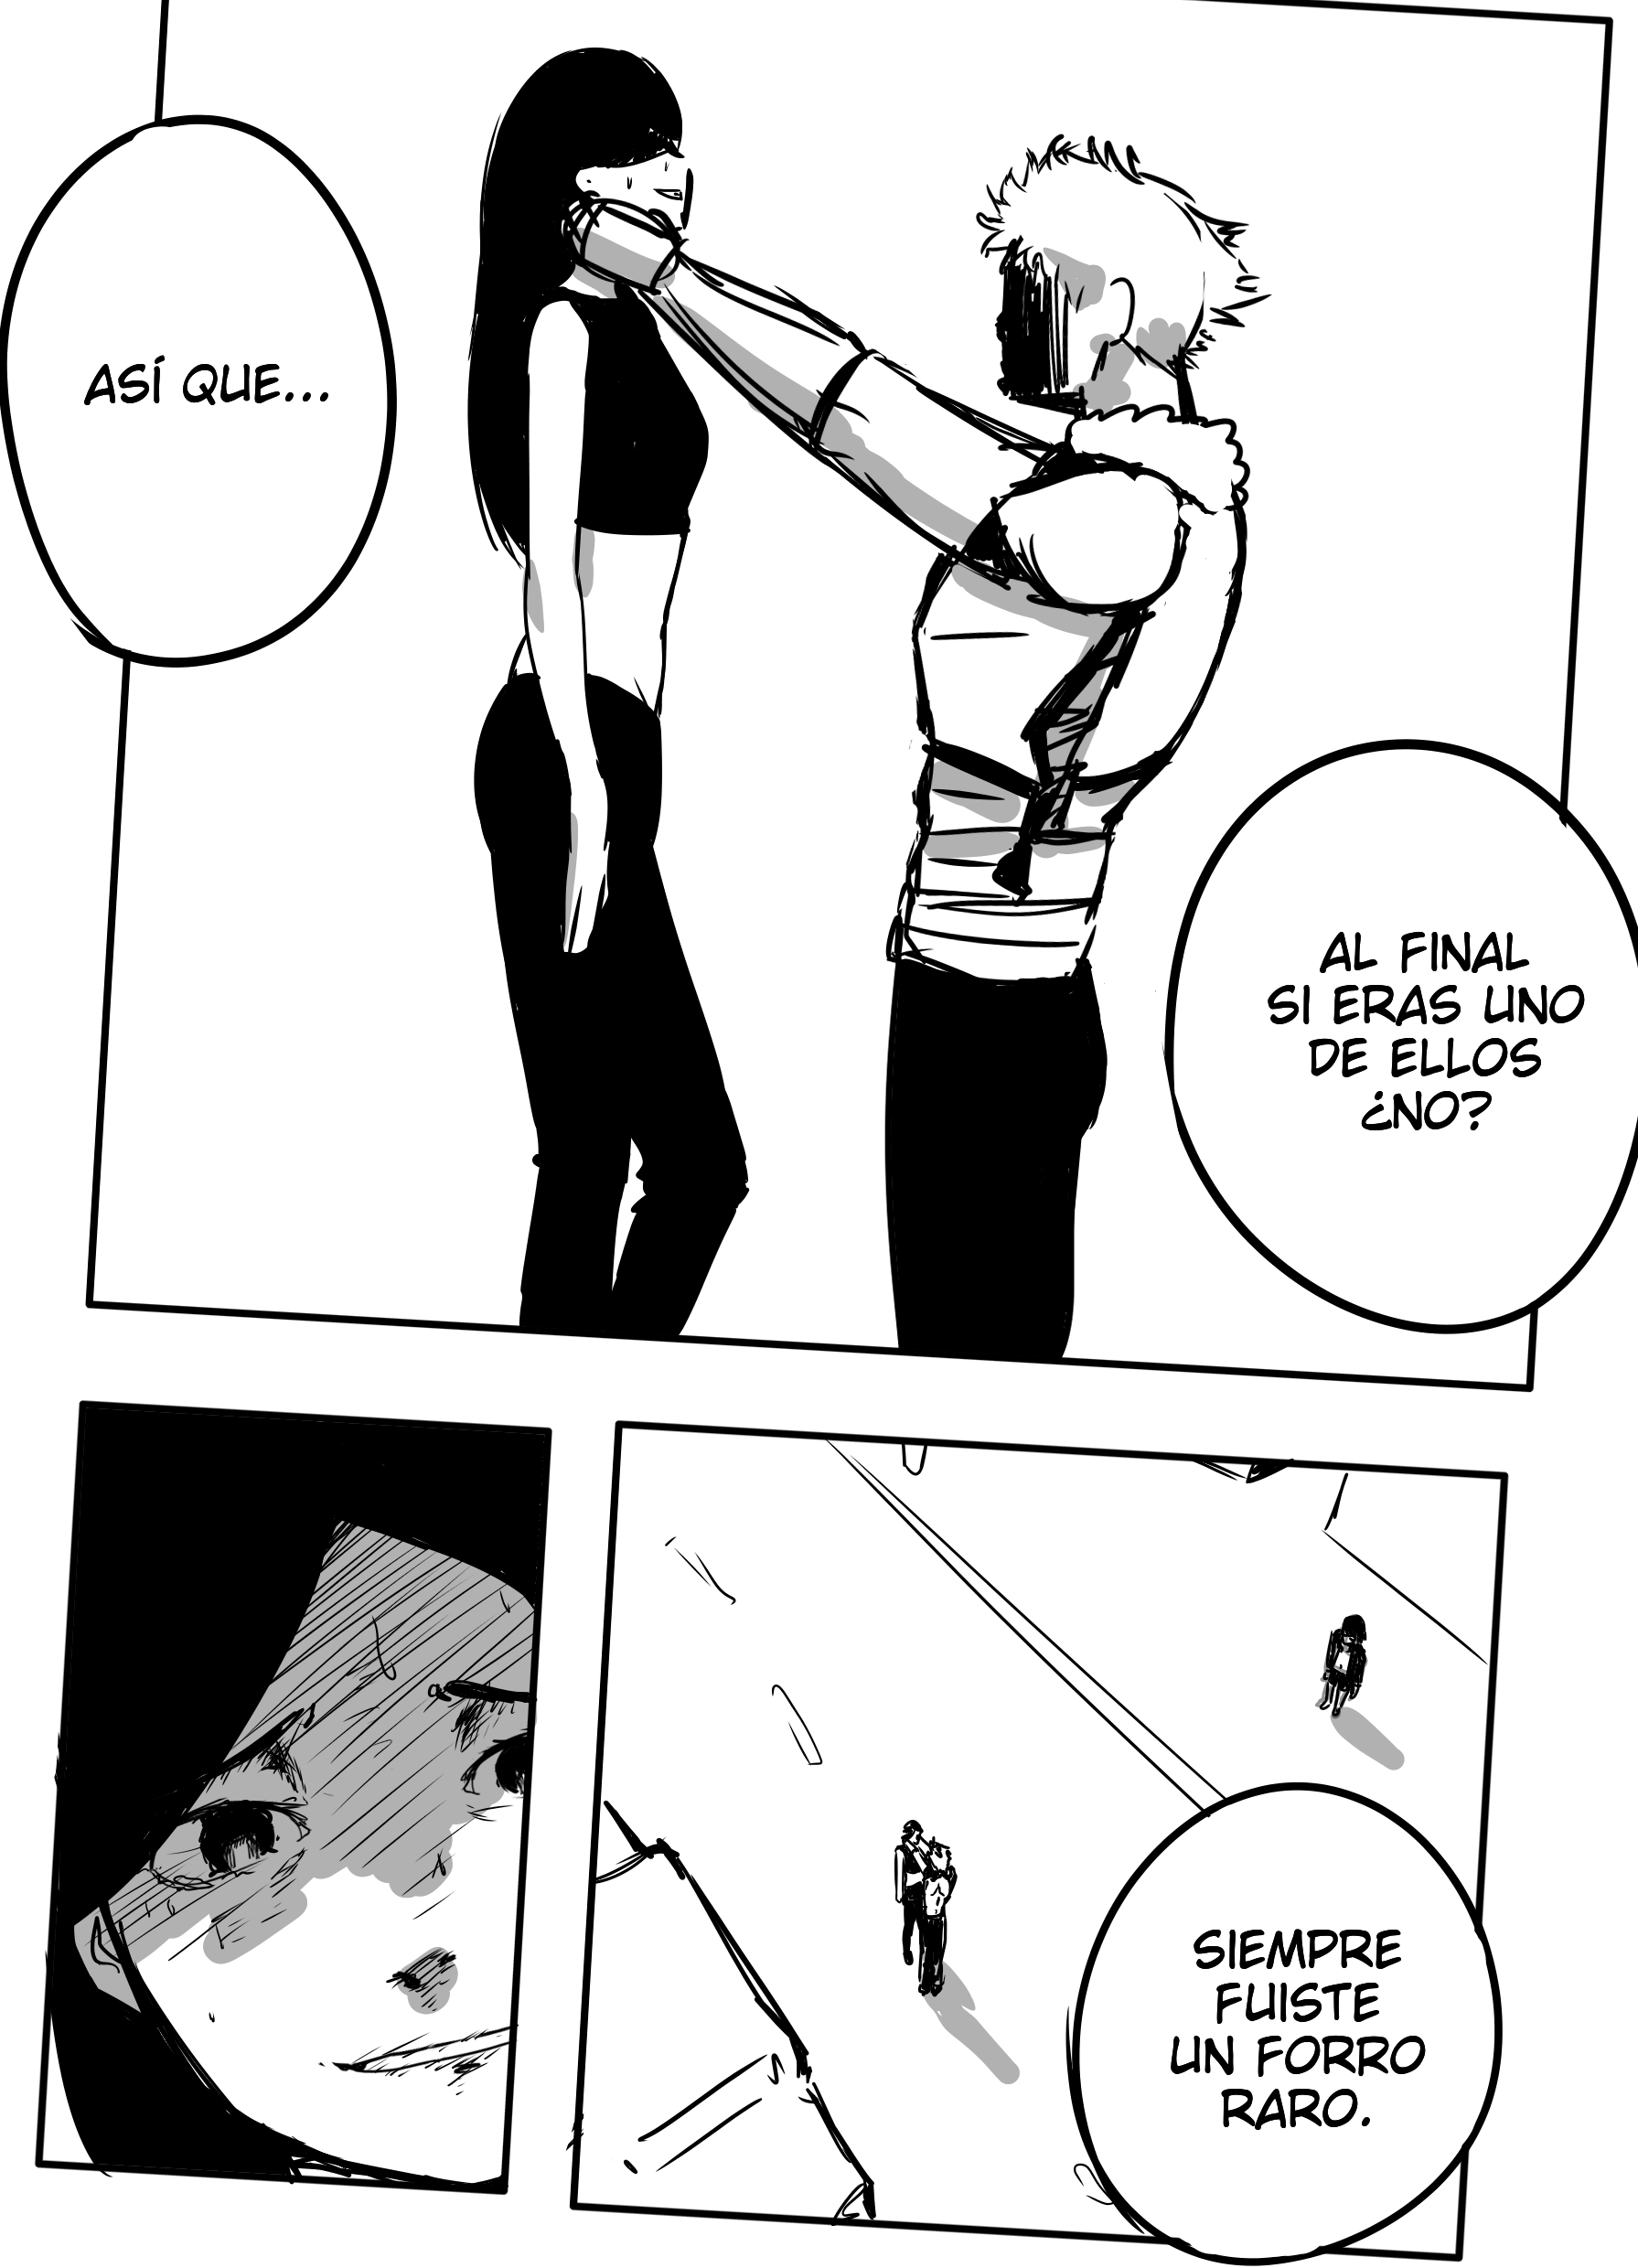 ASÍ QUE...
AL FINAL
SI ERAS UNO
DE ELLOS
¿NO?
SIEMPRE
FUISTE
UN FORRO
RARO.